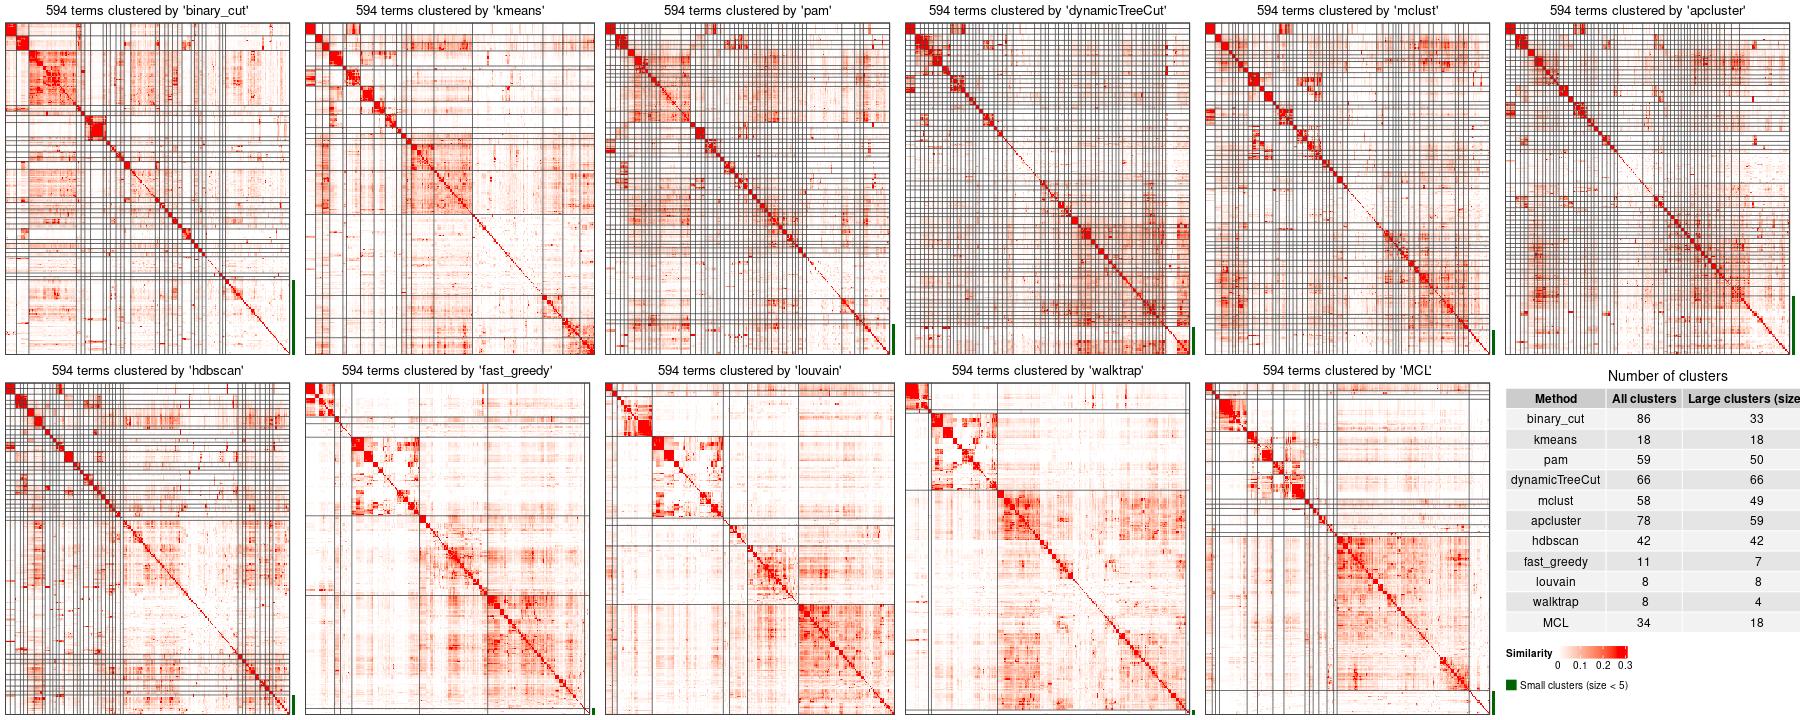 594 terms clustered by 'binary_cut'
594 terms clustered by 'kmeans'
594 terms clustered by 'pam'
594 terms clustered by 'dynamicTreeCut'
594 terms clustered by 'mclust'
594 terms clustered by 'apcluster'
594 terms clustered by 'hdbscan'
594 terms clustered by 'fast_greedy'
594 terms clustered by 'louvain'
594 terms clustered by 'walktrap'
594 terms clustered by 'MCL'
Number of clusters
Method All clusters Large clusters (size
binary_cut 86 33
kmeans 18 18
pam 59 50
dynamicTreeCut 66 66
mclust 58 49
apcluster 78 59
hdbscan 42 42
fast_greedy 11 7
louvain 8 8
walktrap 8 4
MCL 34 18
Similarity
0 0.1 0.2 0.3
Small clusters (size < 5)